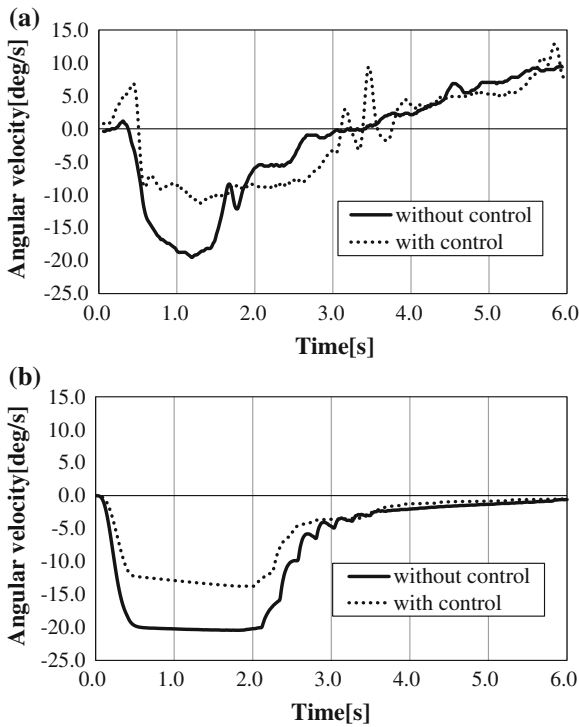 (a)
Angular velocity[deg/s]
15.0
10.0
5.0
0.0
-5.0
-10.0
-15.0
-20.0
-25.0
without control
with control
0.0 1.0 2.0 3.0 4.0 5.0 6.0
Time[s]
(b)
Angular velocity[deg/s]
15.0
10.0
5.0
0.0
-5.0
-10.0
-15.0
-20.0
-25.0
without control
with control
0.0 1.0 2.0 3.0 4.0 5.0 6.0
Time[s]